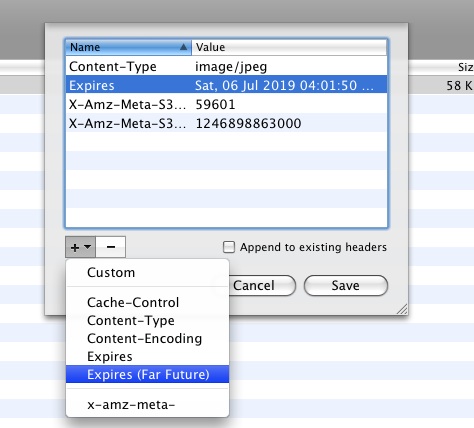 Name Value
Siz
Content-Type image/jpeg
Expires Sat, 06 Jul 2019 04:01:50 ...
58 K
X-Amz-Meta-S3... 59601
X-Amz-Meta-S3... 1246898863000
+ −
Append to existing headers
Custom
Cancel Save
Cache-Control
Content-Type
Content-Encoding
Expires
Expires (Far Future)
x-amz-meta-